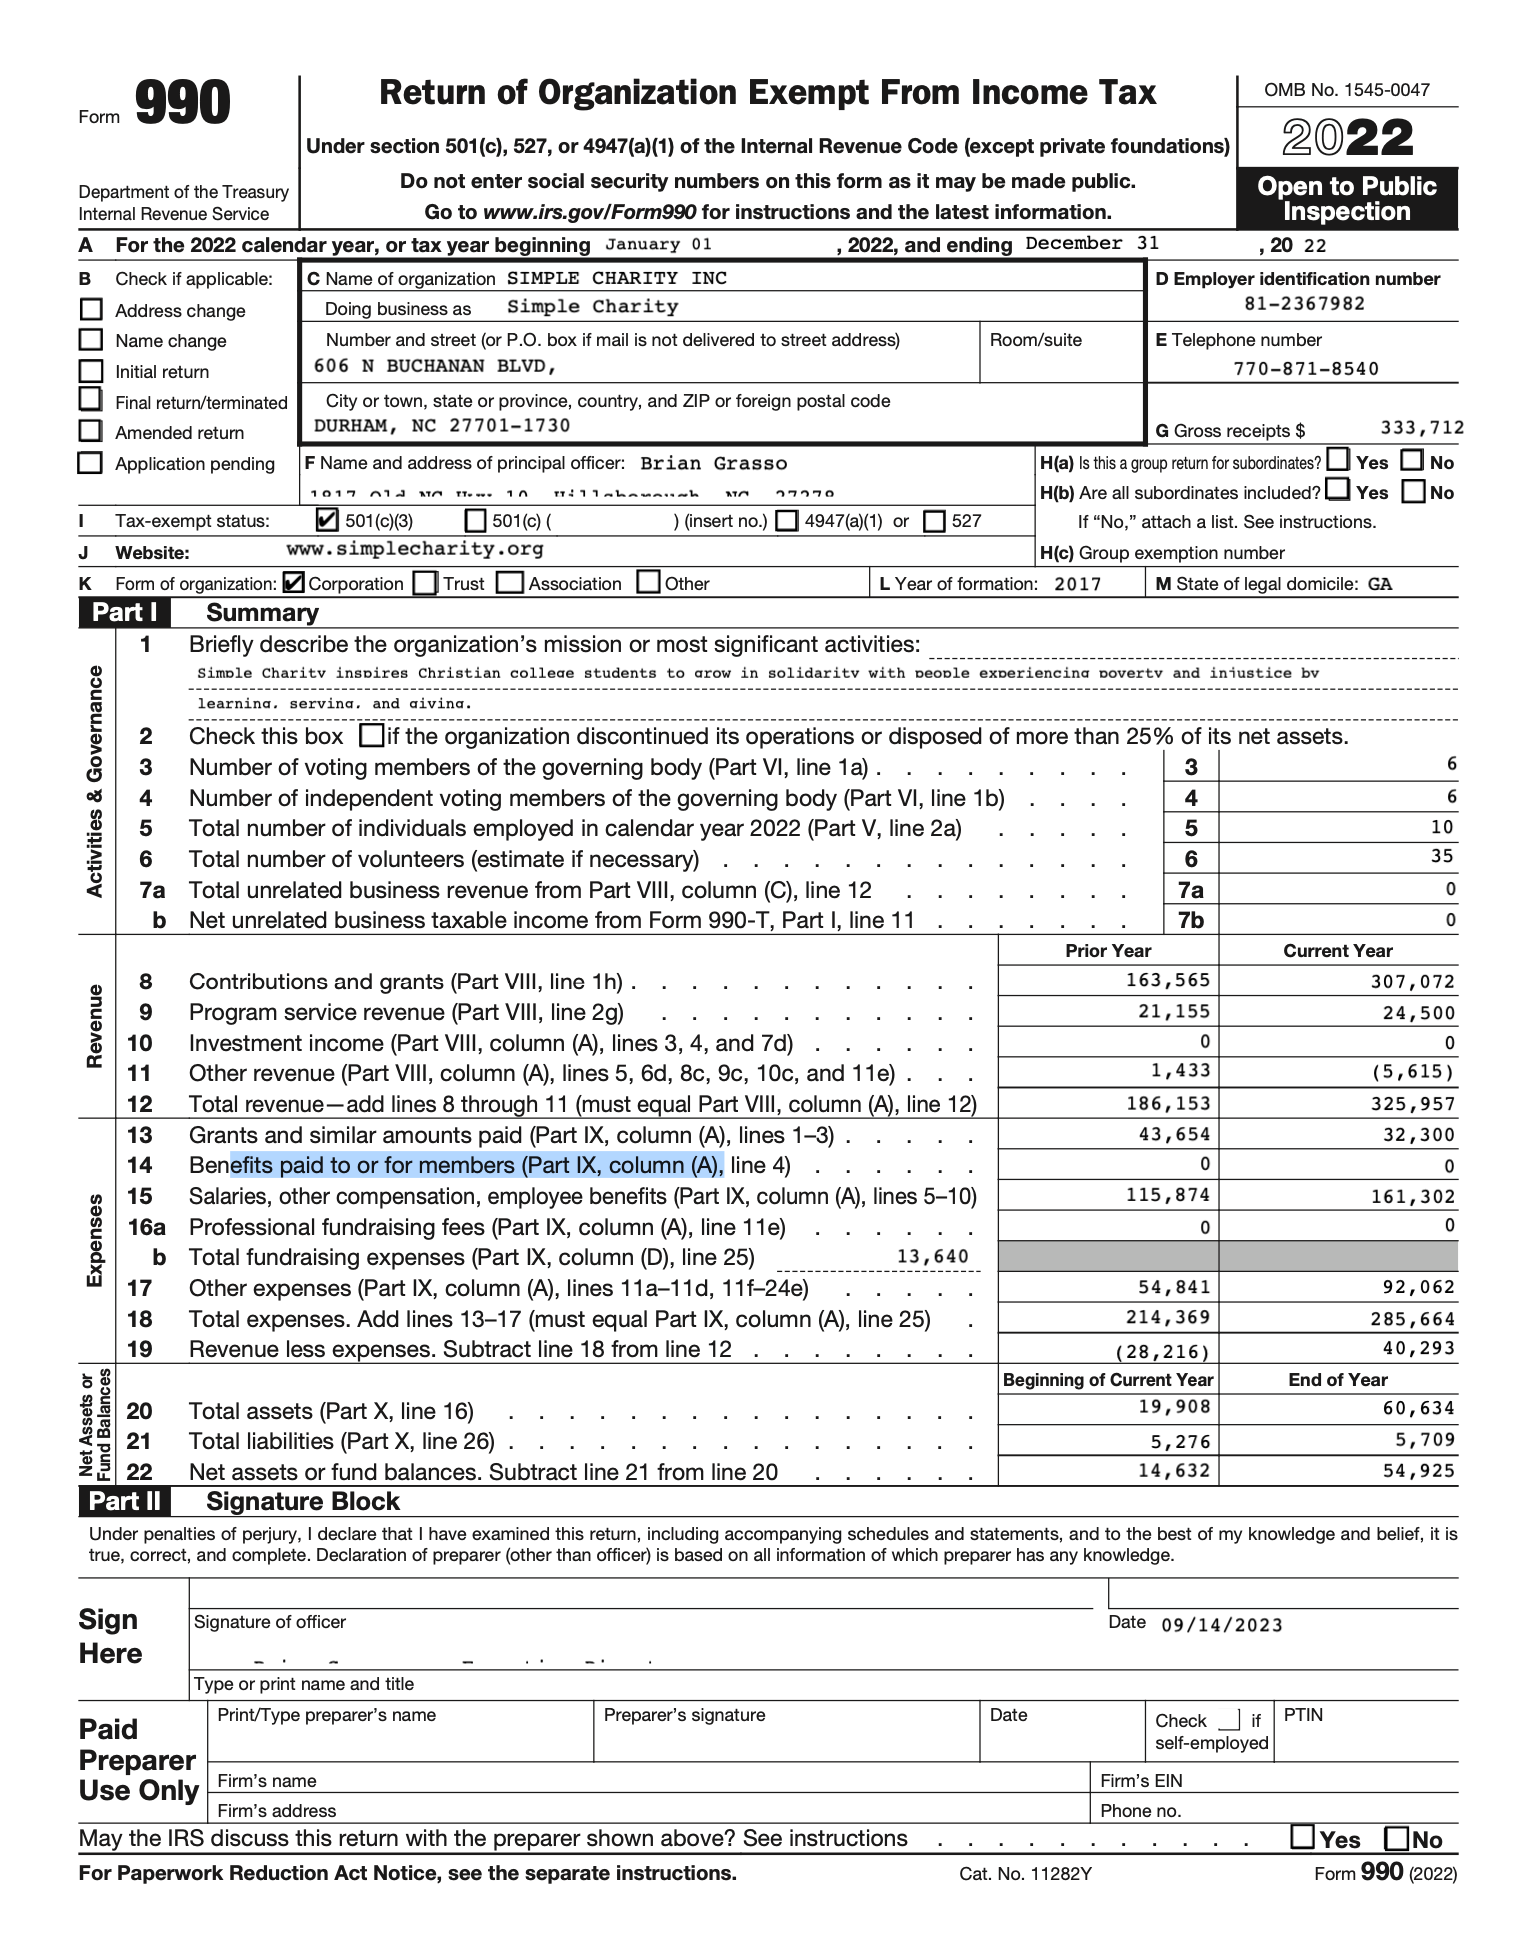 Form 990
Return of Organization Exempt From Income Tax
OMB No. 1545-0047
Under section 501(c), 527, or 4947(a)(1) of the Internal Revenue Code (except private foundations)
2022
Department of the Treasury
Internal Revenue Service
Do not enter social security numbers on this form as it may be made public.
Go to www.irs.gov/Form990 for instructions and the latest information.
Open to Public
Inspection
A For the 2022 calendar year, or tax year beginning January 01 , 2022, and ending December 31 , 20 22
B Check if applicable:
Address change
Name change
Initial return
Final return/terminated
Amended return
Application pending
C Name of organization SIMPLE CHARITY INC
Doing business as Simple Charity
Number and street (or P.O. box if mail is not delivered to street address) Room/suite
606 N BUCHANAN BLVD,
City or town, state or province, country, and ZIP or foreign postal code
DURHAM, NC 27701-1730
D Employer identification number
81-2367982
E Telephone number
770-871-8540
G Gross receipts $ 333,712
F Name and address of principal officer: Brian Grasso
1817 Old NC Hwy 10, Hillsborough, NC, 27278
H(a) Is this a group return for subordinates? Yes No
H(b) Are all subordinates included? Yes No
If “No,” attach a list. See instructions.
H(c) Group exemption number
I Tax-exempt status: ✔ 501(c)(3) 501(c) ( ) (insert no.) 4947(a)(1) or 527
J Website: www.simplecharity.org
K Form of organization: ✔ Corporation Trust Association Other
L Year of formation: 2017
M State of legal domicile: GA
Part I Summary
Activities & Governance
1 Briefly describe the organization’s mission or most significant activities:
Simple Charity inspires Christian college students to grow in solidarity with people experiencing poverty and injustice by
learning, serving, and giving.
2 Check this box if the organization discontinued its operations or disposed of more than 25% of its net assets.
3 Number of voting members of the governing body (Part VI, line 1a) . . . . . . . . . 3 6
4 Number of independent voting members of the governing body (Part VI, line 1b) . . . . 4 6
5 Total number of individuals employed in calendar year 2022 (Part V, line 2a) . . . . . 5 10
6 Total number of volunteers (estimate if necessary) . . . . . . . . . . . . . . 6 35
7a Total unrelated business revenue from Part VIII, column (C), line 12 . . . . . . . . 7a 0
b Net unrelated business taxable income from Form 990-T, Part I, line 11 . . . . . . . 7b 0
Prior Year Current Year
Revenue
8 Contributions and grants (Part VIII, line 1h) . . . . . . . . . . . . 163,565 307,072
9 Program service revenue (Part VIII, line 2g) . . . . . . . . . . . 21,155 24,500
10 Investment income (Part VIII, column (A), lines 3, 4, and 7d) . . . . . . 0 0
11 Other revenue (Part VIII, column (A), lines 5, 6d, 8c, 9c, 10c, and 11e) . . . 1,433 (5,615)
12 Total revenue—add lines 8 through 11 (must equal Part VIII, column (A), line 12) 186,153 325,957
Expenses
13 Grants and similar amounts paid (Part IX, column (A), lines 1–3) . . . . . 43,654 32,300
14 Benefits paid to or for members (Part IX, column (A), line 4) . . . . . . 0 0
15 Salaries, other compensation, employee benefits (Part IX, column (A), lines 5–10) 115,874 161,302
16a Professional fundraising fees (Part IX, column (A), line 11e) . . . . . . 0 0
b Total fundraising expenses (Part IX, column (D), line 25) 13,640
17 Other expenses (Part IX, column (A), lines 11a–11d, 11f–24e) . . . . . 54,841 92,062
18 Total expenses. Add lines 13–17 (must equal Part IX, column (A), line 25) . 214,369 285,664
19 Revenue less expenses. Subtract line 18 from line 12 . . . . . . . . (28,216) 40,293
Net Assets or
Fund Balances
Beginning of Current Year End of Year
20 Total assets (Part X, line 16) . . . . . . . . . . . . . . . . 19,908 60,634
21 Total liabilities (Part X, line 26) . . . . . . . . . . . . . . . . 5,276 5,709
22 Net assets or fund balances. Subtract line 21 from line 20 . . . . . . 14,632 54,925
Part II Signature Block
Under penalties of perjury, I declare that I have examined this return, including accompanying schedules and statements, and to the best of my knowledge and belief, it is
true, correct, and complete. Declaration of preparer (other than officer) is based on all information of which preparer has any knowledge.
Sign
Here
Signature of officer
Date 09/14/2023
Type or print name and title
Paid
Preparer
Use Only
Print/Type preparer’s name Preparer’s signature Date Check if
self-employed
PTIN
Firm’s name Firm’s EIN
Firm’s address Phone no.
May the IRS discuss this return with the preparer shown above? See instructions . . . . . . . . . . . Yes No
For Paperwork Reduction Act Notice, see the separate instructions. Cat. No. 11282Y Form 990 (2022)